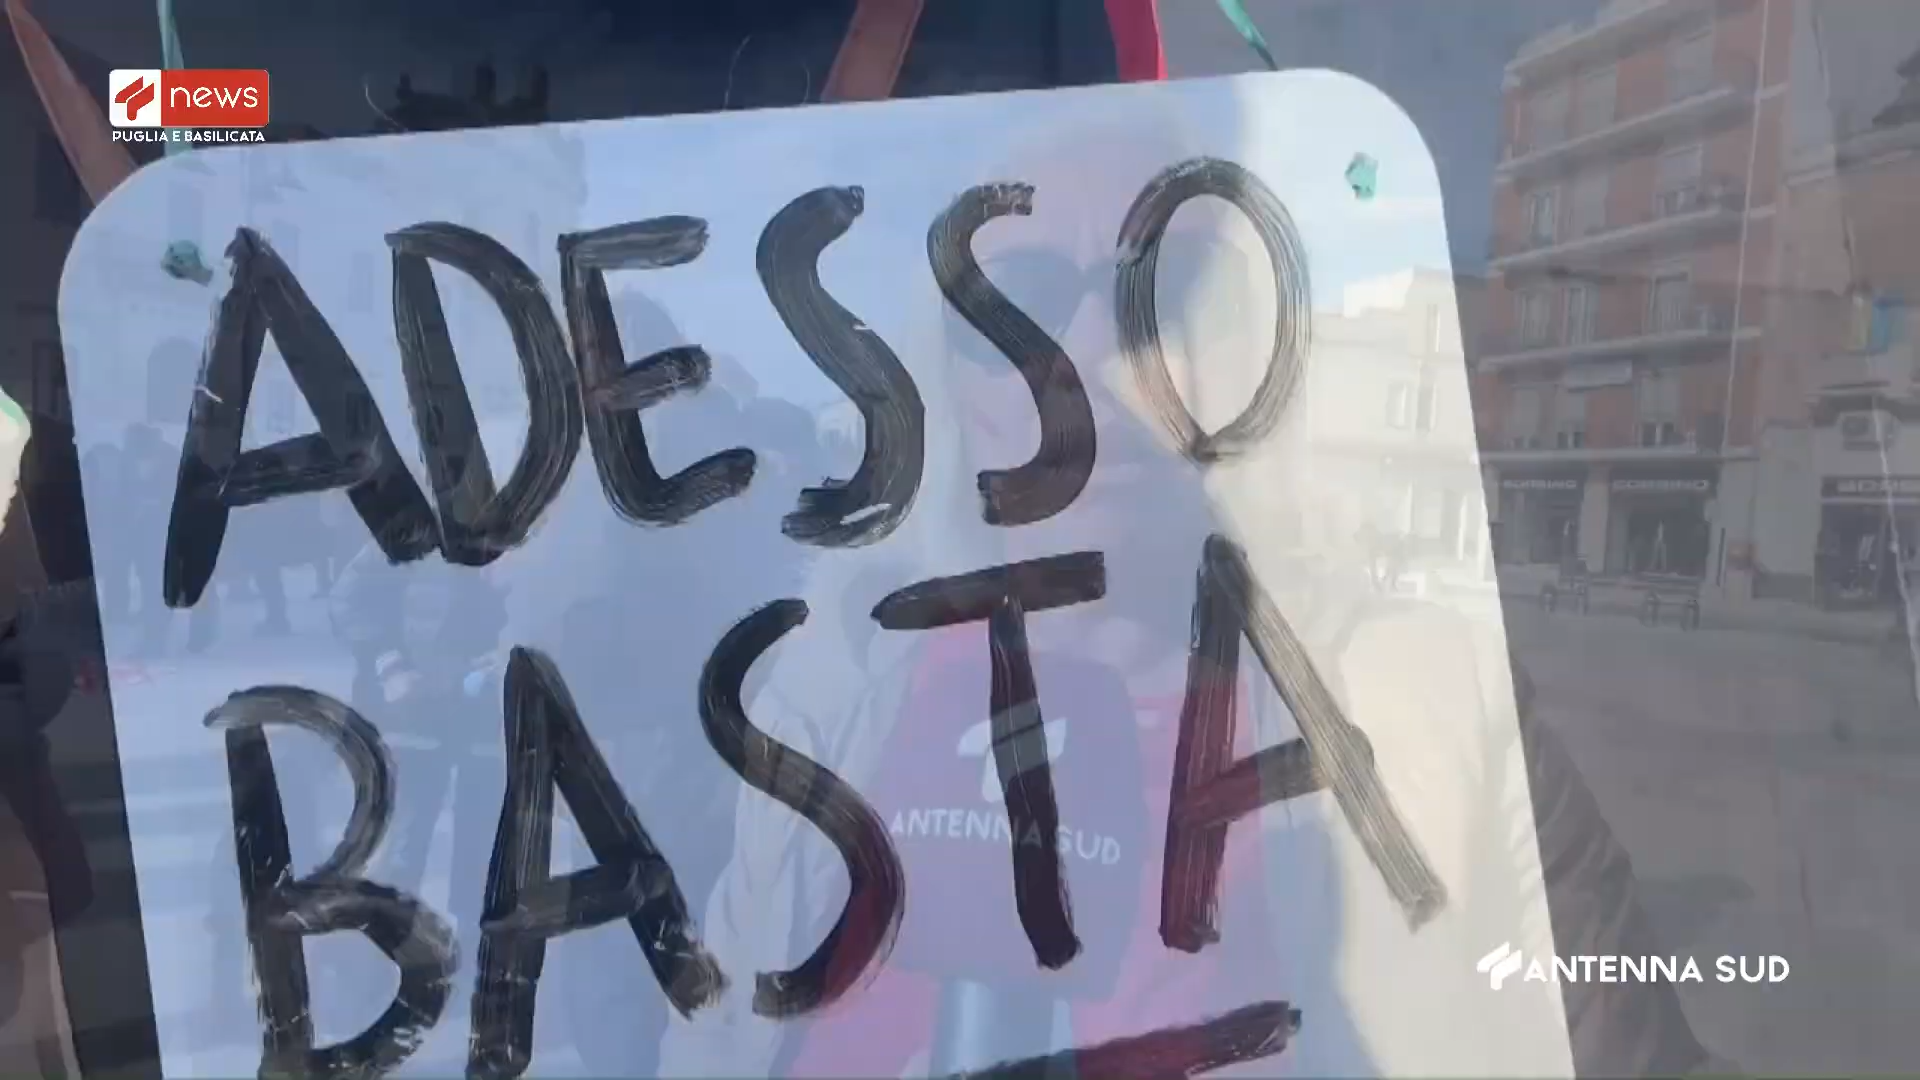 news
PUGLIA E BASILICATA
ADESSO
BASTA
ANTENNA SUD
ANTENNA SUD